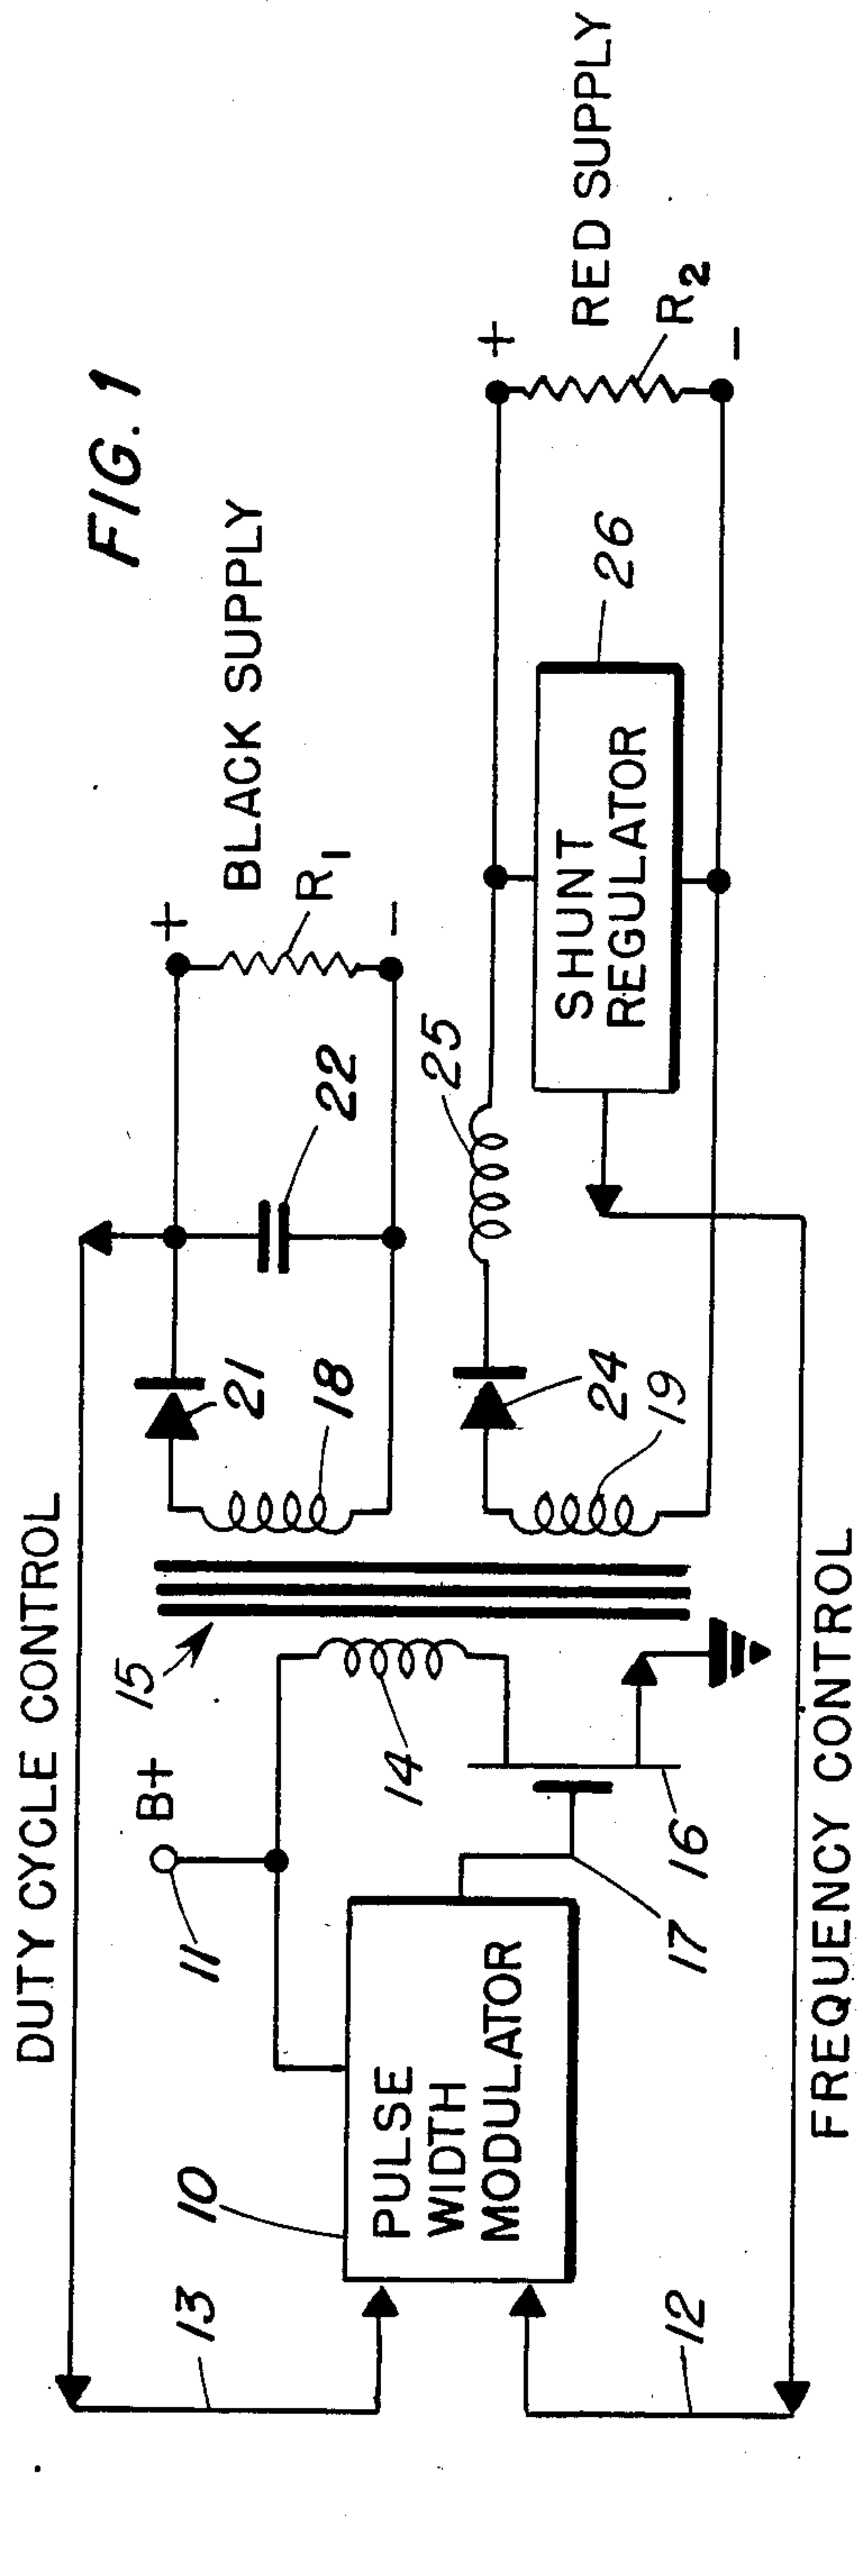 FIG. 1
DUTY CYCLE CONTROL
13
10
PULSE
WIDTH
MODULATOR
12
11
B+
15
14
17
16
21
18
22
BLACK SUPPLY
+
R1
-
24
19
25
SHUNT
REGULATOR
26
+
RED SUPPLY
R2
-
FREQUENCY CONTROL